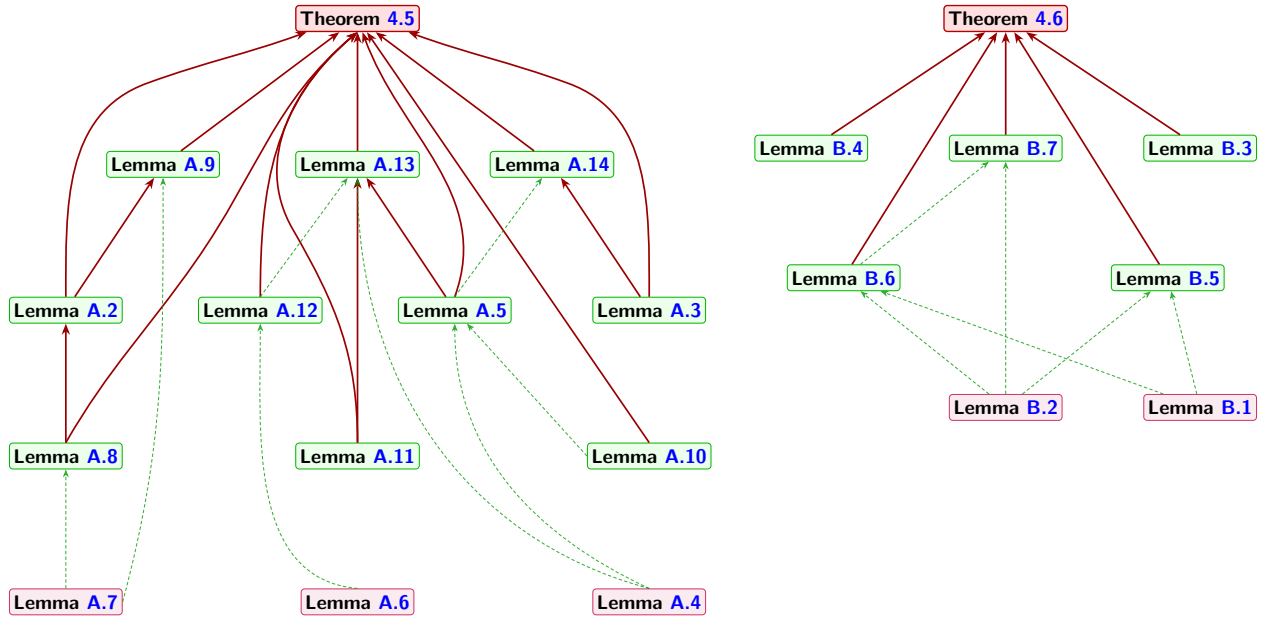 Theorem 4.5
Theorem 4.6
Lemma A.9
Lemma A.13
Lemma A.14
Lemma B.4
Lemma B.7
Lemma B.3
Lemma A.2
Lemma A.12
Lemma A.5
Lemma A.3
Lemma B.6
Lemma B.5
Lemma B.2
Lemma B.1
Lemma A.8
Lemma A.11
Lemma A.10
Lemma A.7
Lemma A.6
Lemma A.4